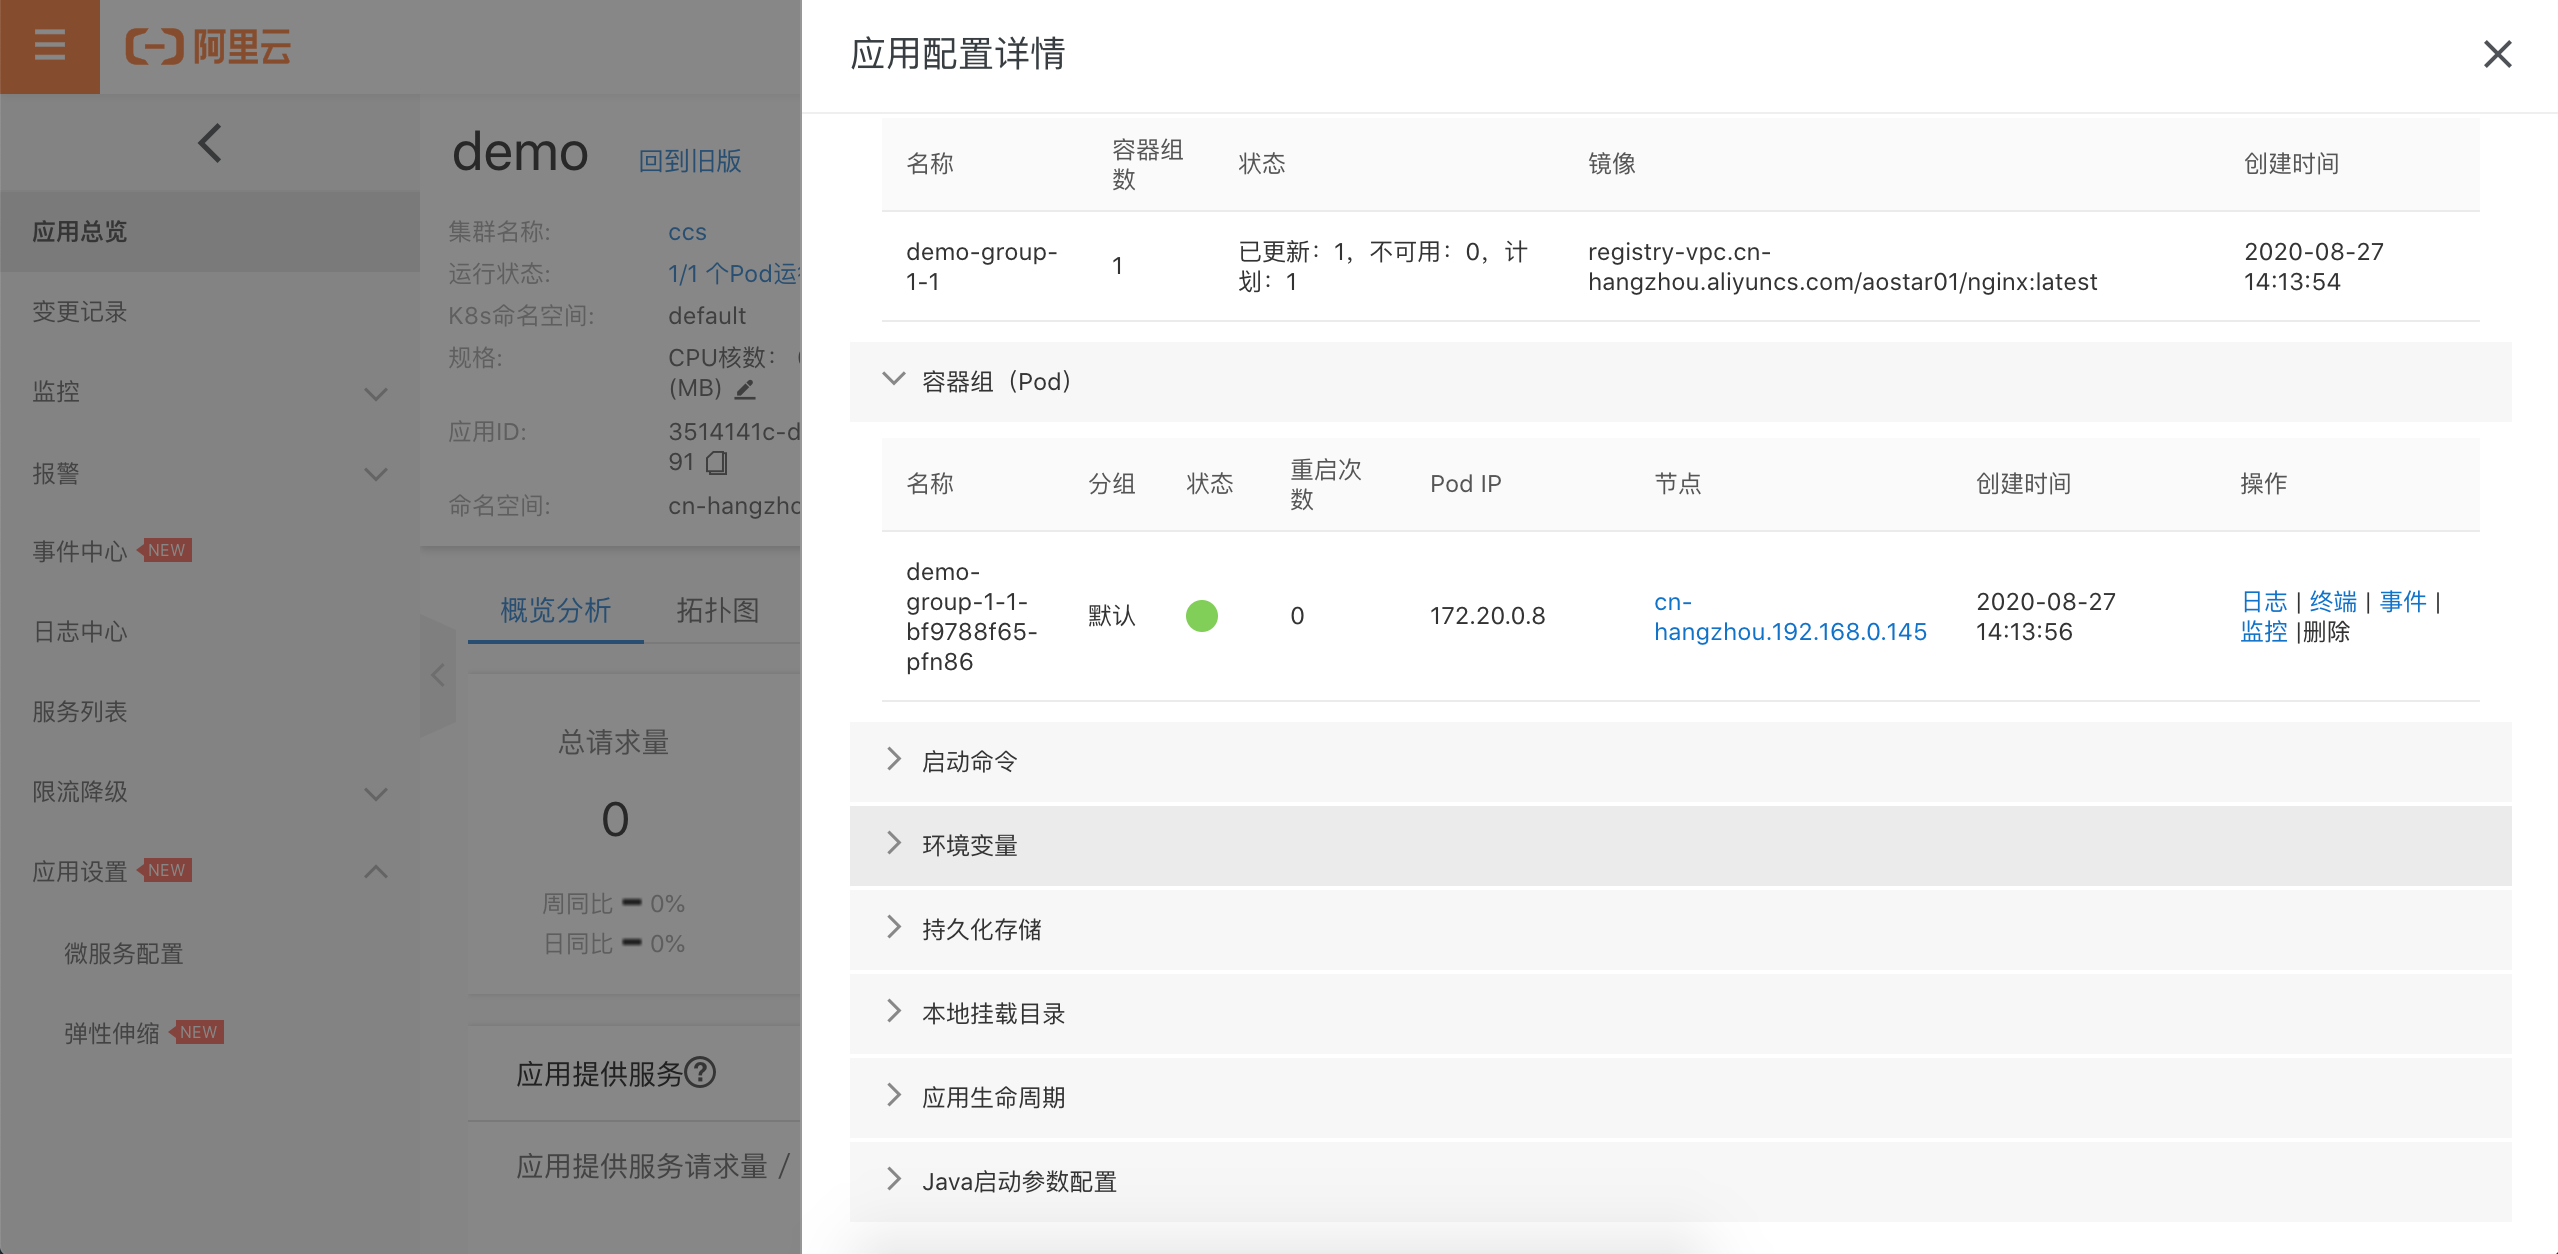 阿里云
demo 回到旧版
应用总览
变更记录
监控
报警
事件中心 NEW
日志中心
服务列表
限流降级
应用设置 NEW
微服务配置
弹性伸缩 NEW
集群名称: ccs
运行状态: 1/1 个Pod运
K8s命名空间: default
规格: CPU核数：
(MB)
应用ID: 3514141c-d
91
命名空间: cn-hangzho
概览分析 拓扑图
总请求量
0
周同比 0%
日同比 0%
应用提供服务?
应用提供服务请求量 /
应用配置详情
名称 容器组 状态 镜像 创建时间
数
demo-group- 1 已更新：1，不可用：0，计 registry-vpc.cn- 2020-08-27
1-1 划：1 hangzhou.aliyuncs.com/aostar01/nginx:latest 14:13:54
容器组（Pod）
名称 分组 状态 重启次 Pod IP 节点 创建时间 操作
数
demo-
group-1-1- 默认 0 172.20.0.8 cn- 2020-08-27 日志 | 终端 | 事件 |
bf9788f65- hangzhou.192.168.0.145 14:13:56 监控 |删除
pfn86
启动命令
环境变量
持久化存储
本地挂载目录
应用生命周期
Java启动参数配置